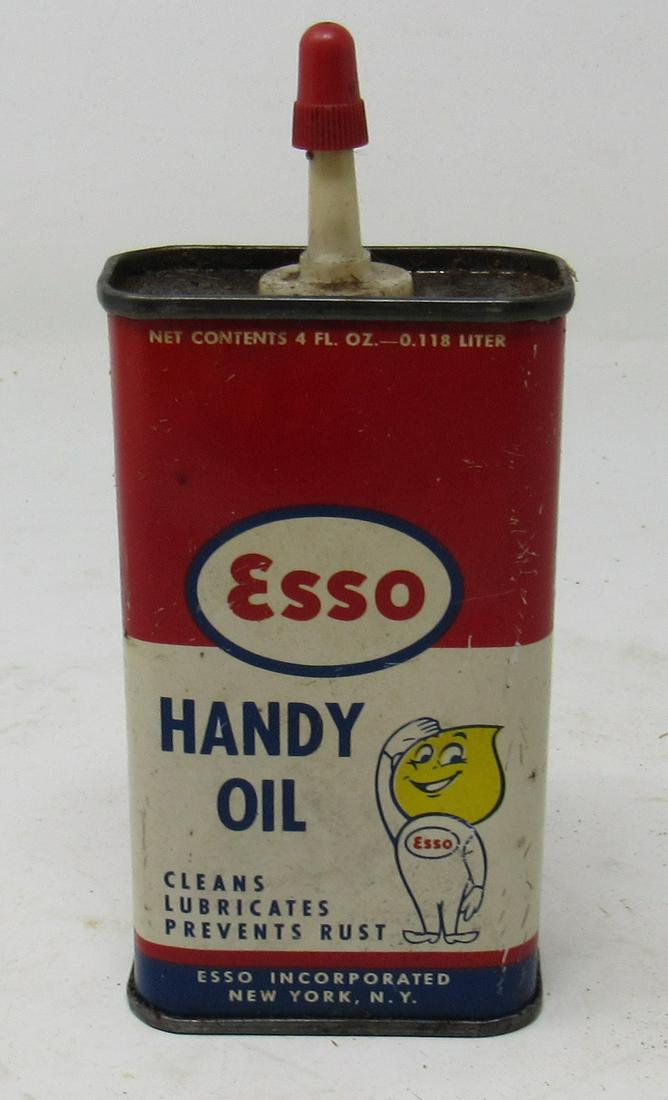 NET CONTENTS 4 FL. OZ.—0.118 LITER
Esso
HANDY
OIL
Esso
CLEANS
LUBRICATES
PREVENTS RUST
ESSO INCORPORATED
NEW YORK, N.Y.